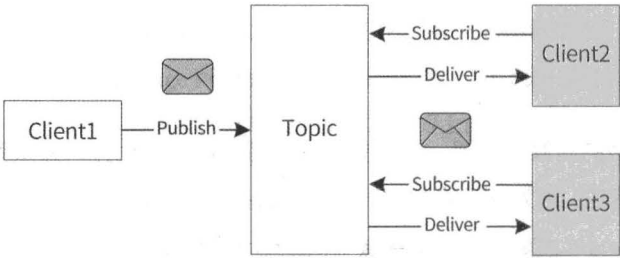 Subscribe
Client2
Deliver
Client1
Publish
Topic
Subscribe
Client3
Deliver